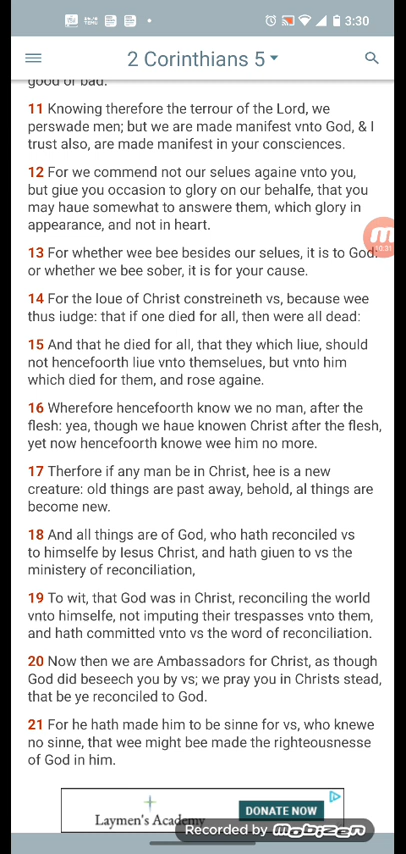 3:30
2 Corinthians 5
good or bad.
11 Knowing therefore the terrour of the Lord, we
perswade men; but we are made manifest vnto God, & I
trust also, are made manifest in your consciences.
12 For we commend not our selues againe vnto you,
but giue you occasion to glory on our behalfe, that you
may haue somewhat to answere them, which glory in
appearance, and not in heart.
13 For whether wee bee besides our selues, it is to God:
or whether we bee sober, it is for your cause.
14 For the loue of Christ constreineth vs, because wee
thus iudge: that if one died for all, then were all dead:
15 And that he died for all, that they which liue, should
not hencefoorth liue vnto themselues, but vnto him
which died for them, and rose againe.
16 Wherefore hencefoorth know we no man, after the
flesh: yea, though we haue knowen Christ after the flesh,
yet now hencefoorth knowe wee him no more.
17 Therfore if any man be in Christ, hee is a new
creature: old things are past away, behold, al things are
become new.
18 And all things are of God, who hath reconciled vs
to himselfe by Iesus Christ, and hath giuen to vs the
ministery of reconciliation,
19 To wit, that God was in Christ, reconciling the world
vnto himselfe, not imputing their trespasses vnto them,
and hath committed vnto vs the word of reconciliation.
20 Now then we are Ambassadors for Christ, as though
God did beseech you by vs; we pray you in Christs stead,
that be ye reconciled to God.
21 For he hath made him to be sinne for vs, who knewe
no sinne, that wee might bee made the righteousnesse
of God in him.
Laymen's Academy
DONATE NOW
Recorded by mobizen